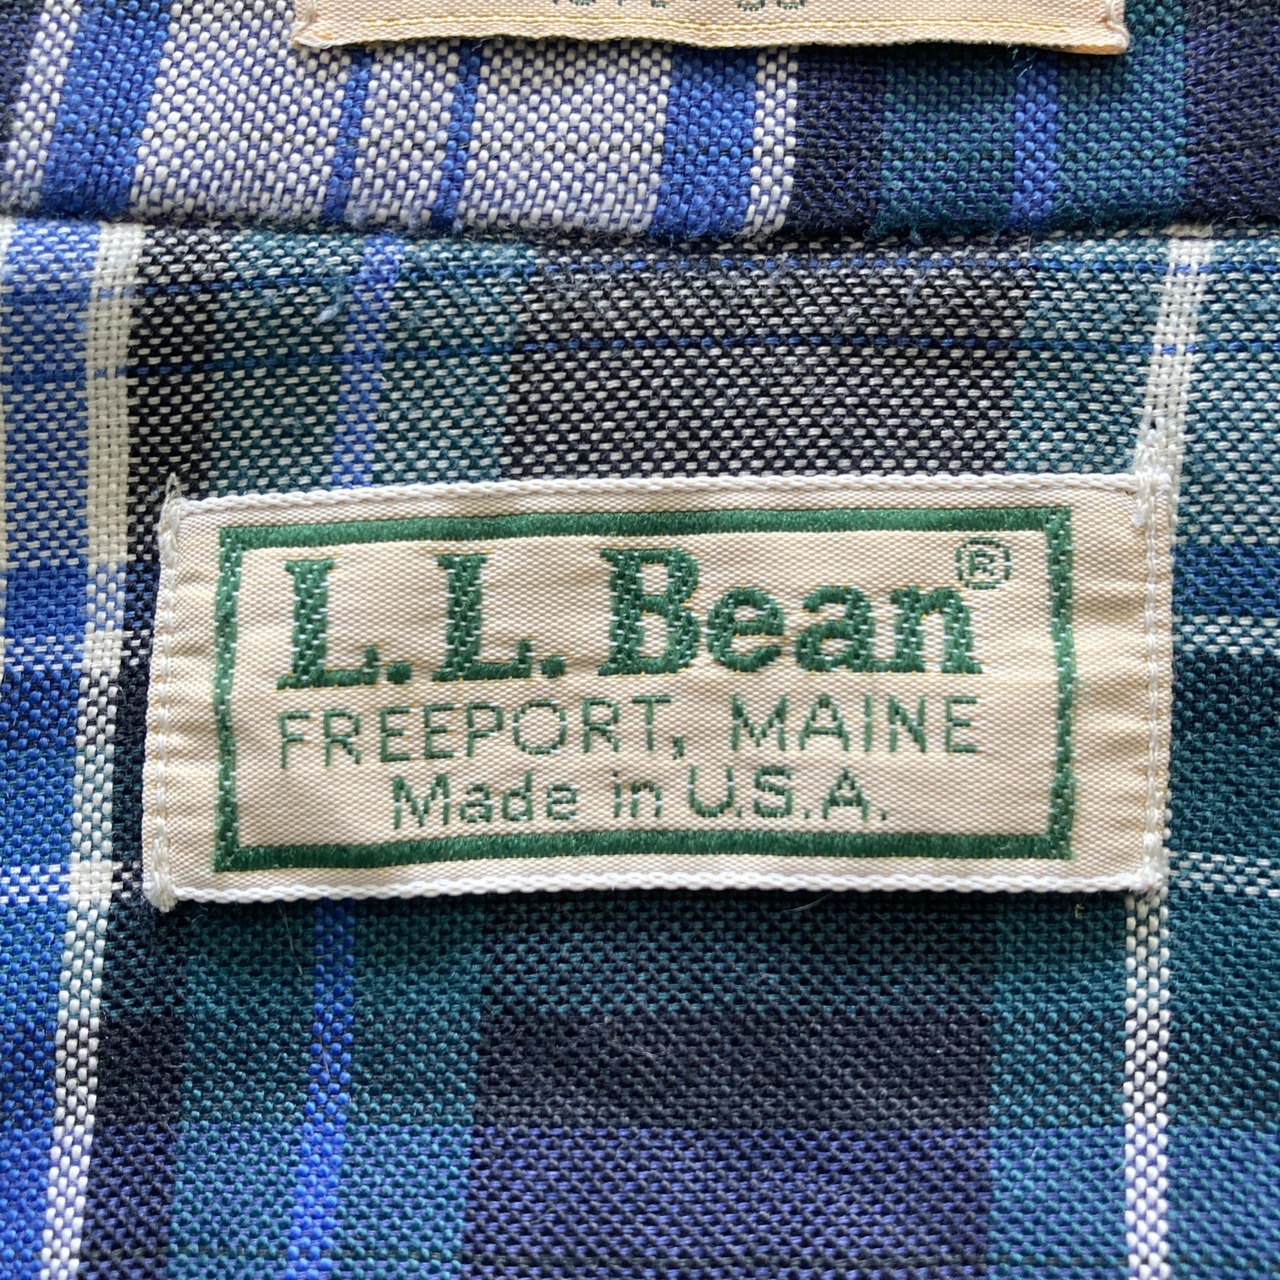 L.L.Bean®
FREEPORT, MAINE
Made in U.S.A.